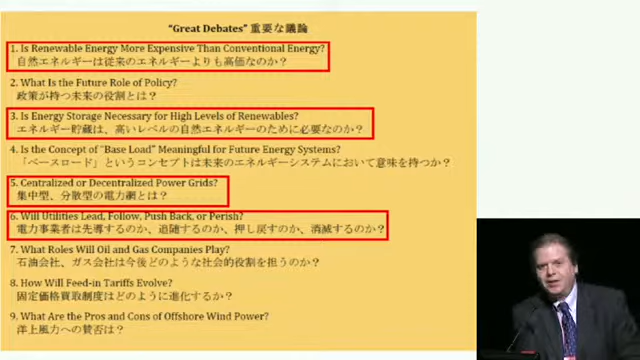 "Great Debates" 重要な議論
1. Is Renewable Energy More Expensive Than Conventional Energy?
自然エネルギーは従来のエネルギーよりも高価なのか？
2. What Is the Future Role of Policy?
政策が持つ未来の役割とは？
3. Is Energy Storage Necessary for High Levels of Renewables?
エネルギー貯蔵は、高いレベルの自然エネルギーのために必要なのか？
4. Is the Concept of "Base Load" Meaningful for Future Energy Systems?
「ベースロード」というコンセプトは未来のエネルギーシステムにおいて意味を持つか？
5. Centralized or Decentralized Power Grids?
集中型、分散型の電力網とは？
6. Will Utilities Lead, Follow, Push Back, or Perish?
電力事業者は先導するのか、追随するのか、押し戻すのか、消滅するのか？
7. What Roles Will Oil and Gas Companies Play?
石油会社、ガス会社は今後どのような社会的役割を担うのか？
8. How Will Feed-in Tariffs Evolve?
固定価格買取制度はどのように進化するか？
9. What Are the Pros and Cons of Offshore Wind Power?
洋上風力への賛否は？